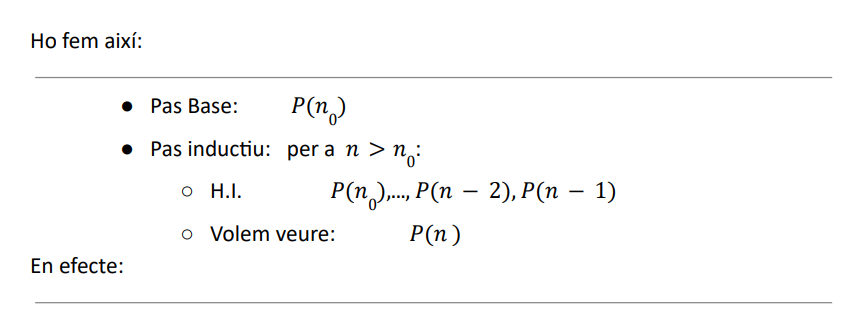 Ho fem així:
● Pas Base: P(n₀)
● Pas inductiu: per a n > n₀:
○ H.I. P(n₀),..., P(n − 2), P(n − 1)
○ Volem veure: P(n)
En efecte: